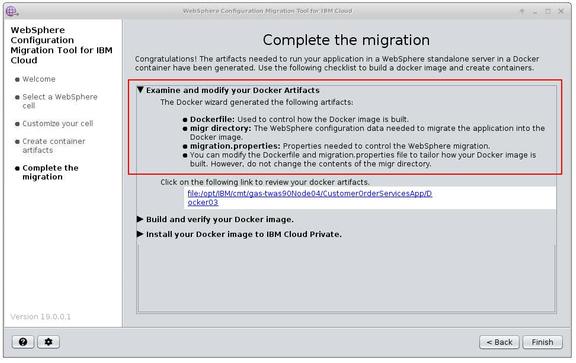 WebSphere Configuration Migration Tool for IBM Cloud
WebSphere
Configuration
Migration Tool for IBM
Cloud
Welcome
Select a WebSphere
cell
Customize your cell
Create container
artifacts
Complete the
migration
Version 19.0.0.1
Complete the migration
Congratulations! The artifacts needed to run your application in a WebSphere standalone server in a Docker
container have been generated. Use the following checklist to build a docker image and create containers.
Examine and modify your Docker Artifacts
The Docker wizard generated the following artifacts:
Dockerfile: Used to control how the Docker image is built.
migr directory: The WebSphere configuration data needed to migrate the application into the
Docker image.
migration.properties: Properties needed to control the WebSphere migration.
You can modify the Dockerfile and migration.properties file to tailor how your Docker image is
built. However, do not change the contents of the migr directory.
Click on the following link to review your docker artifacts.
file:/opt/IBM/cmt/gas-twas90Node04/CustomerOrderServicesApp/D
ocker03
Build and verify your Docker image.
Install your Docker image to IBM Cloud Private.
< Back
Finish